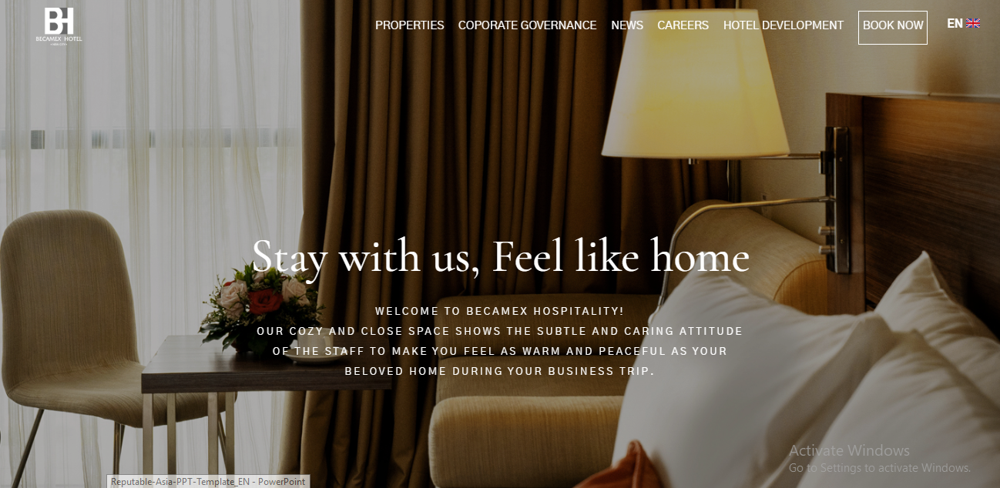 BH
BECAMEX HOTEL
PROPERTIES COPORATE GOVERNANCE NEWS CAREERS HOTEL DEVELOPMENT BOOK NOW EN
Stay with us, Feel like home
WELCOME TO BECAMEX HOSPITALITY!
OUR COZY AND CLOSE SPACE SHOWS THE SUBTLE AND CARING ATTITUDE
OF THE STAFF TO MAKE YOU FEEL AS WARM AND PEACEFUL AS YOUR
BELOVED HOME DURING YOUR BUSINESS TRIP.
Activate Windows
Go to Settings to activate Windows.
Reputable-Asia-PPT-Template_EN - PowerPoint